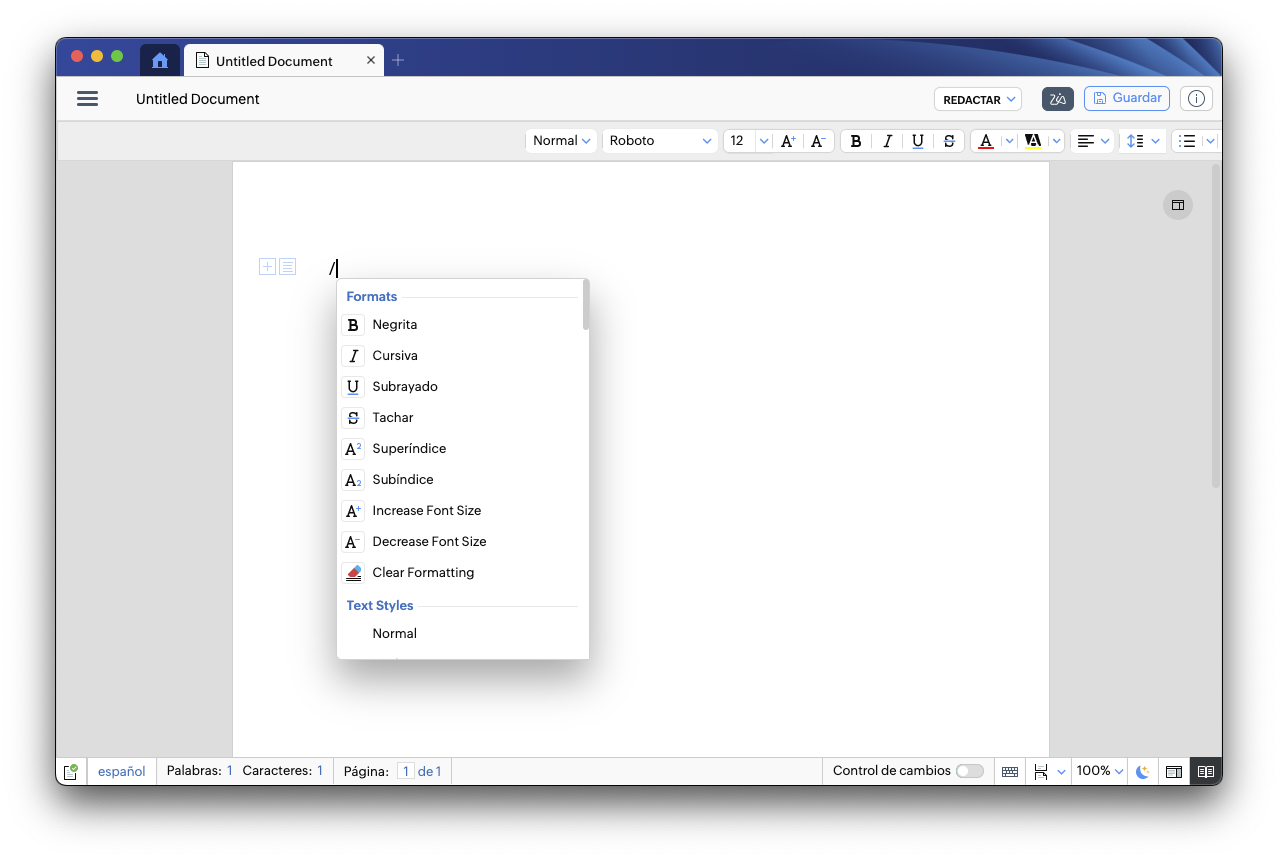 Untitled Document
Untitled Document
REDACTAR
Guardar
Normal
Roboto
12
A+
A-
B
I
U
S
A
A
/
Formats
B Negrita
I Cursiva
U Subrayado
S Tachar
A2 Superíndice
A2 Subíndice
A+ Increase Font Size
A- Decrease Font Size
Clear Formatting
Text Styles
Normal
español
Palabras: 1 Caracteres: 1
Página: 1 de 1
Control de cambios
100%